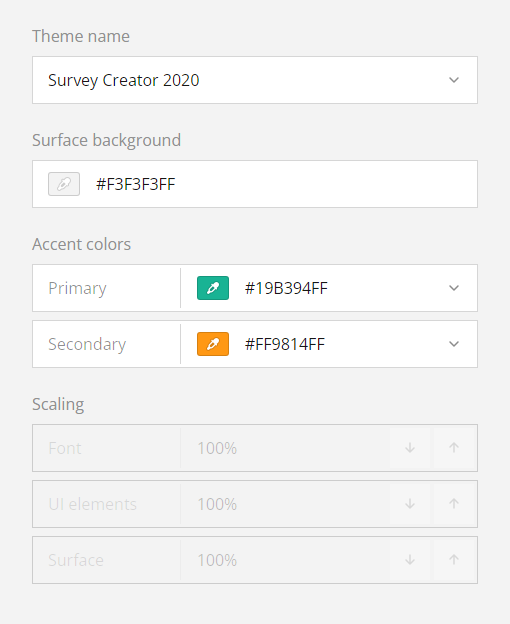 Theme name
Survey Creator 2020
Surface background
#F3F3F3FF
Accent colors
Primary #19B394FF
Secondary #FF9814FF
Scaling
Font 100%
UI elements 100%
Surface 100%